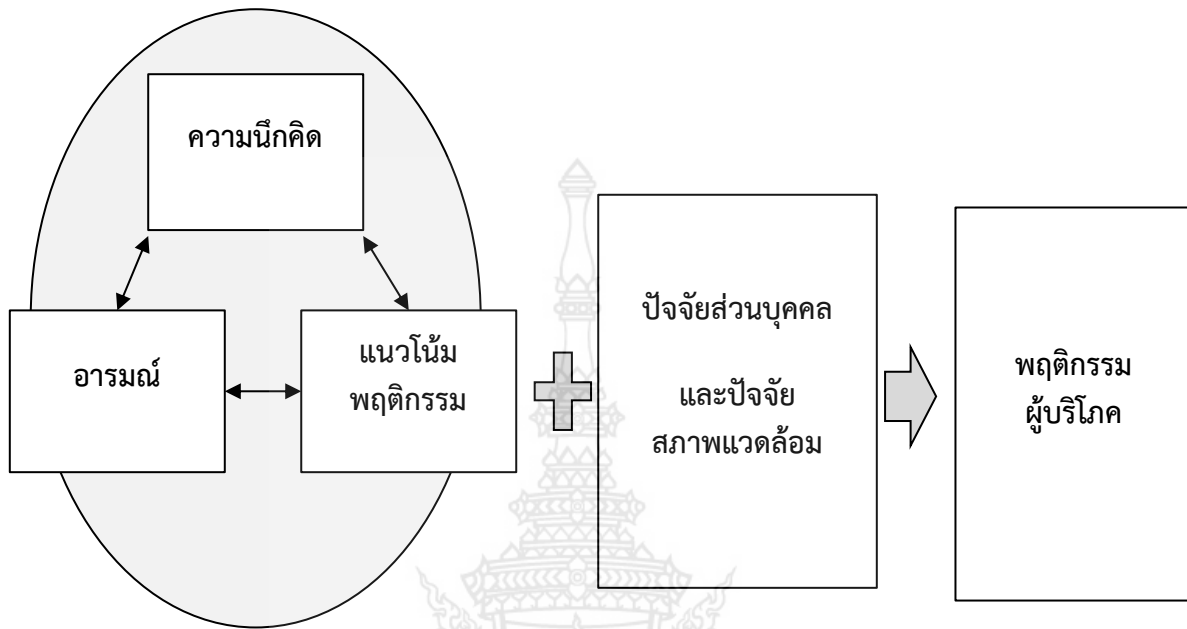 ความนึกคิด
อารมณ์
แนวโน้ม
พฤติกรรม
ปัจจัยส่วนบุคคล
และปัจจัย
สภาพแวดล้อม
พฤติกรรม
ผู้บริโภค